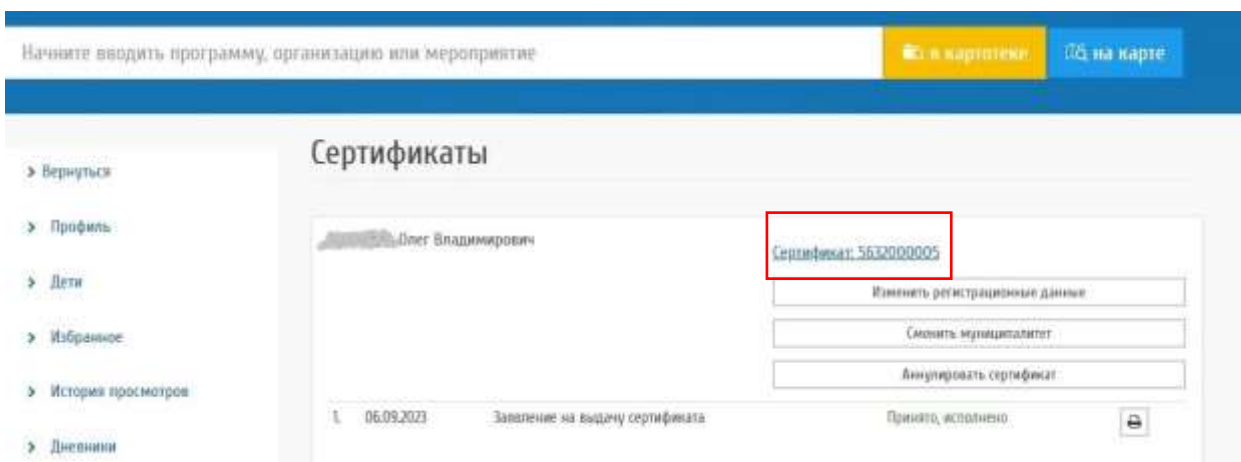 Начните вводить программу, организацию или мероприятие
в картотеке
на карте
Сертификаты
Вернуться
Профиль
Дети
Избранное
История просмотров
Дневники
Олег Владимирович
Сертификат: 5632000005
Изменить регистрационные данные
Сменить муниципалитет
Аннулировать сертификат
1. 06.09.2023 Заявление на выдачу сертификата Принято, исполнено